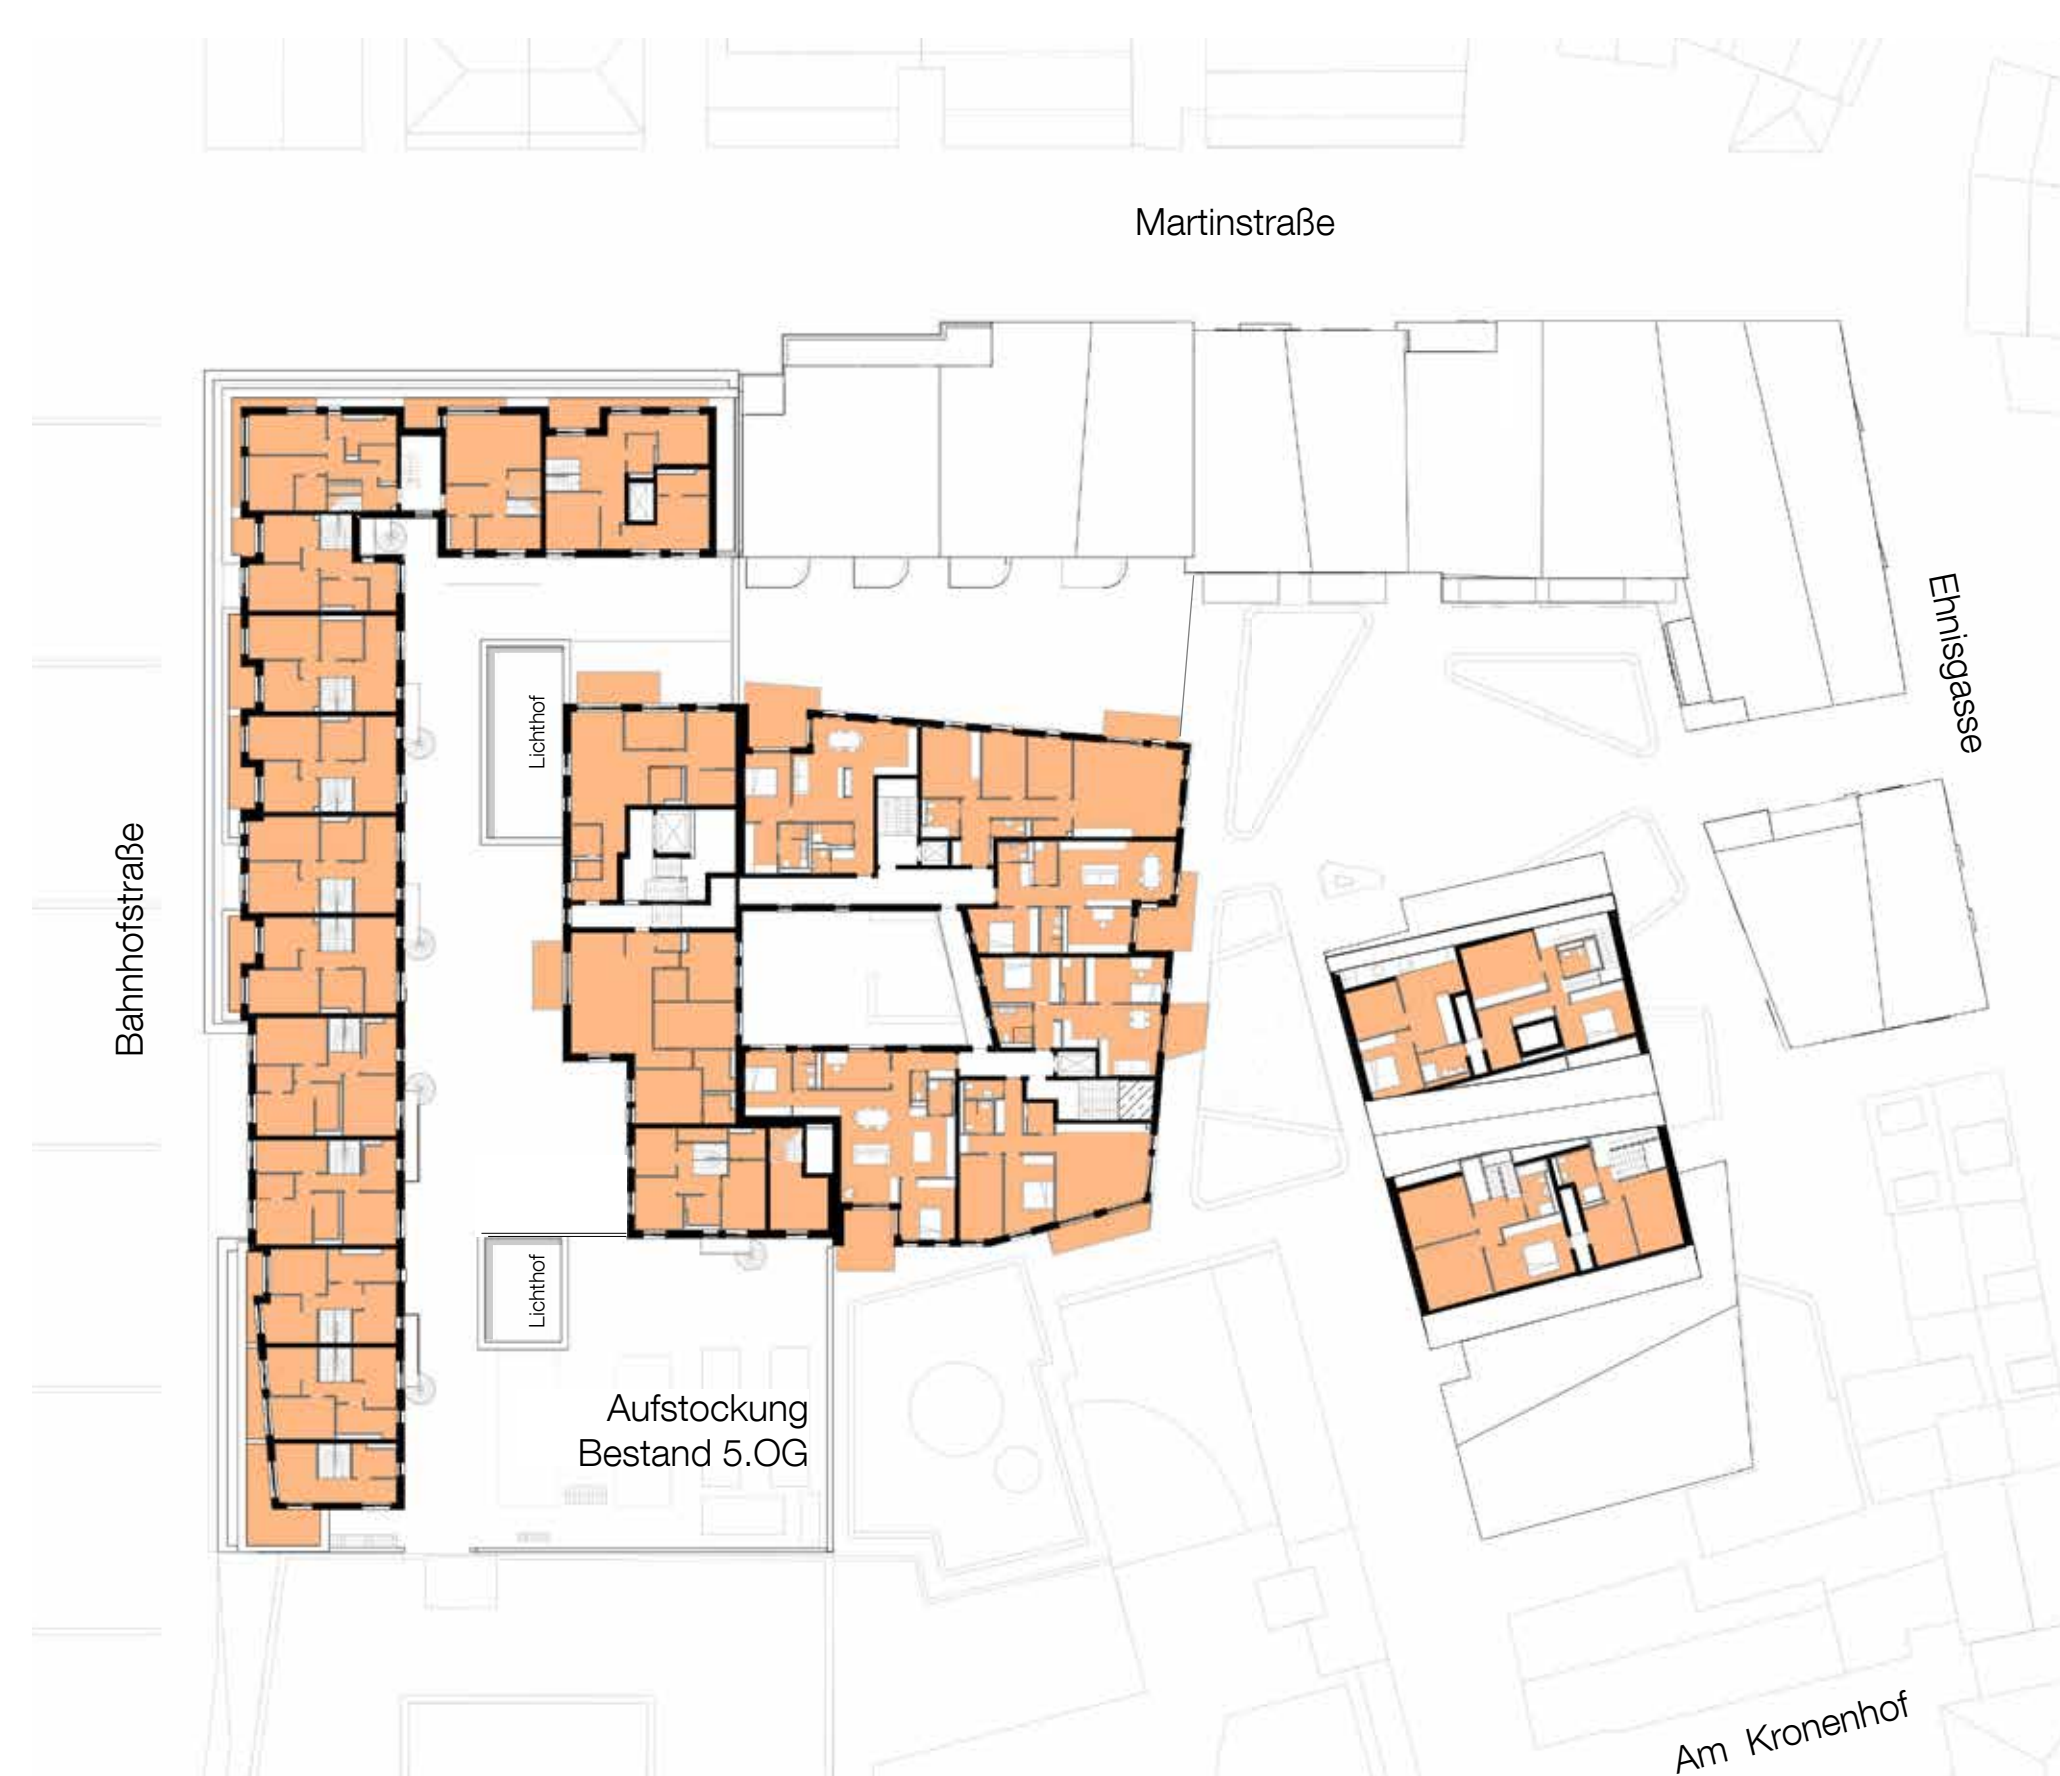 Martinstraße
Ehnisgasse
Lichthof
Bahnhofstraße
Lichthof
Aufstockung
Bestand 5.OG
Am Kronenhof